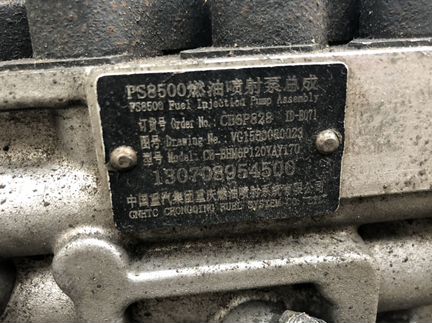 PS8500燃油喷射泵总成
PS8500 Fuel Injection Pump Assembly
订货号 Order No. CB6P828 ID-B071
图号 Drawing No. VG1589080023
型号 Model. CB-BHM6P120YAY170
130708954506
中国重汽集团重庆燃油喷射系统有限公司
CNHTC CHONGQING FUEL SYSTEM CO.,LTD.